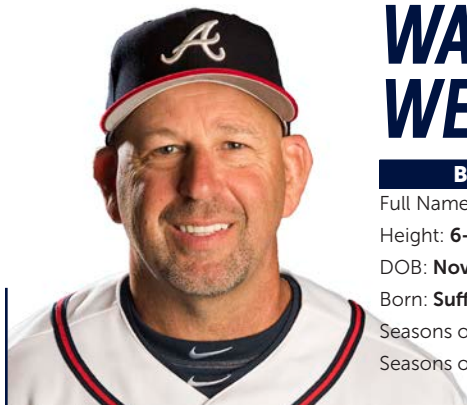 A
WA
WE
B
Full Name
Height: 6-
DOB: Nov
Born: Suff
Seasons o
Seasons o